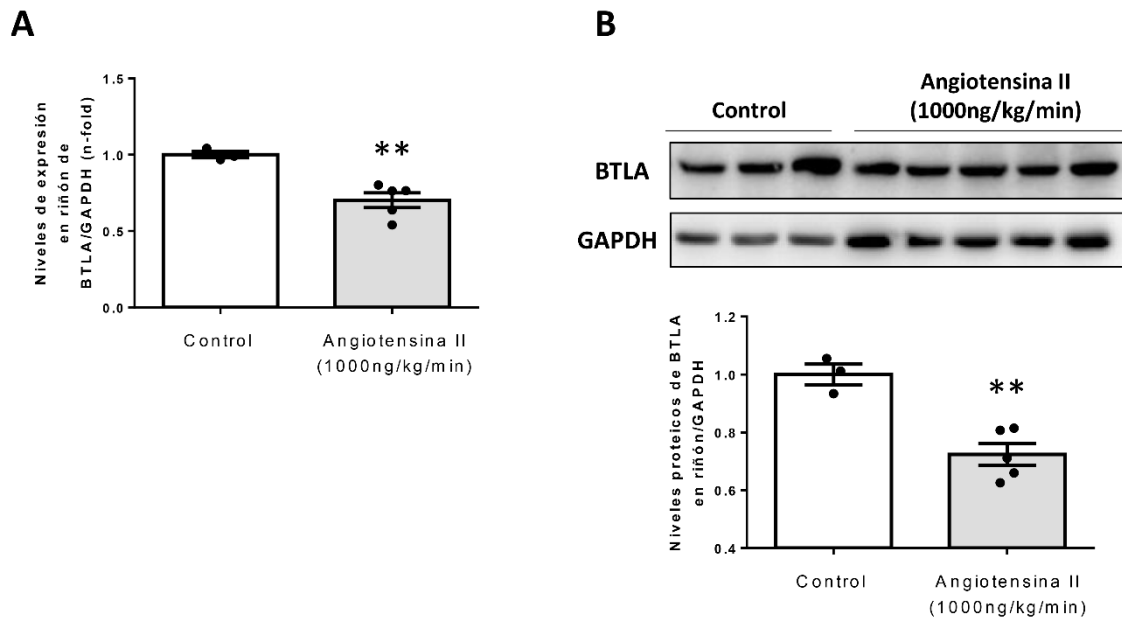 A
Niveles de expresión
en riñón de
BTLA/GAPDH (n-fold)
1.5
1.0
0.5
0.0
**
Control
Angiotensina II
(1000ng/kg/min)
B
Control
Angiotensina II
(1000ng/kg/min)
BTLA
GAPDH
Niveles proteicos de BTLA
en riñón/GAPDH
1.2
1.0
0.8
0.6
0.4
**
Control
Angiotensina II
(1000ng/kg/min)